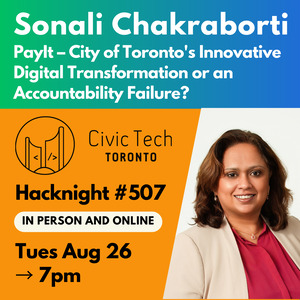 Sonali Chakraborti
PayIt – City of Toronto's Innovative
Digital Transformation or an
Accountability Failure?
Civic Tech
TORONTO
Hacknight #507
IN PERSON AND ONLINE
Tues Aug 26
→ 7pm